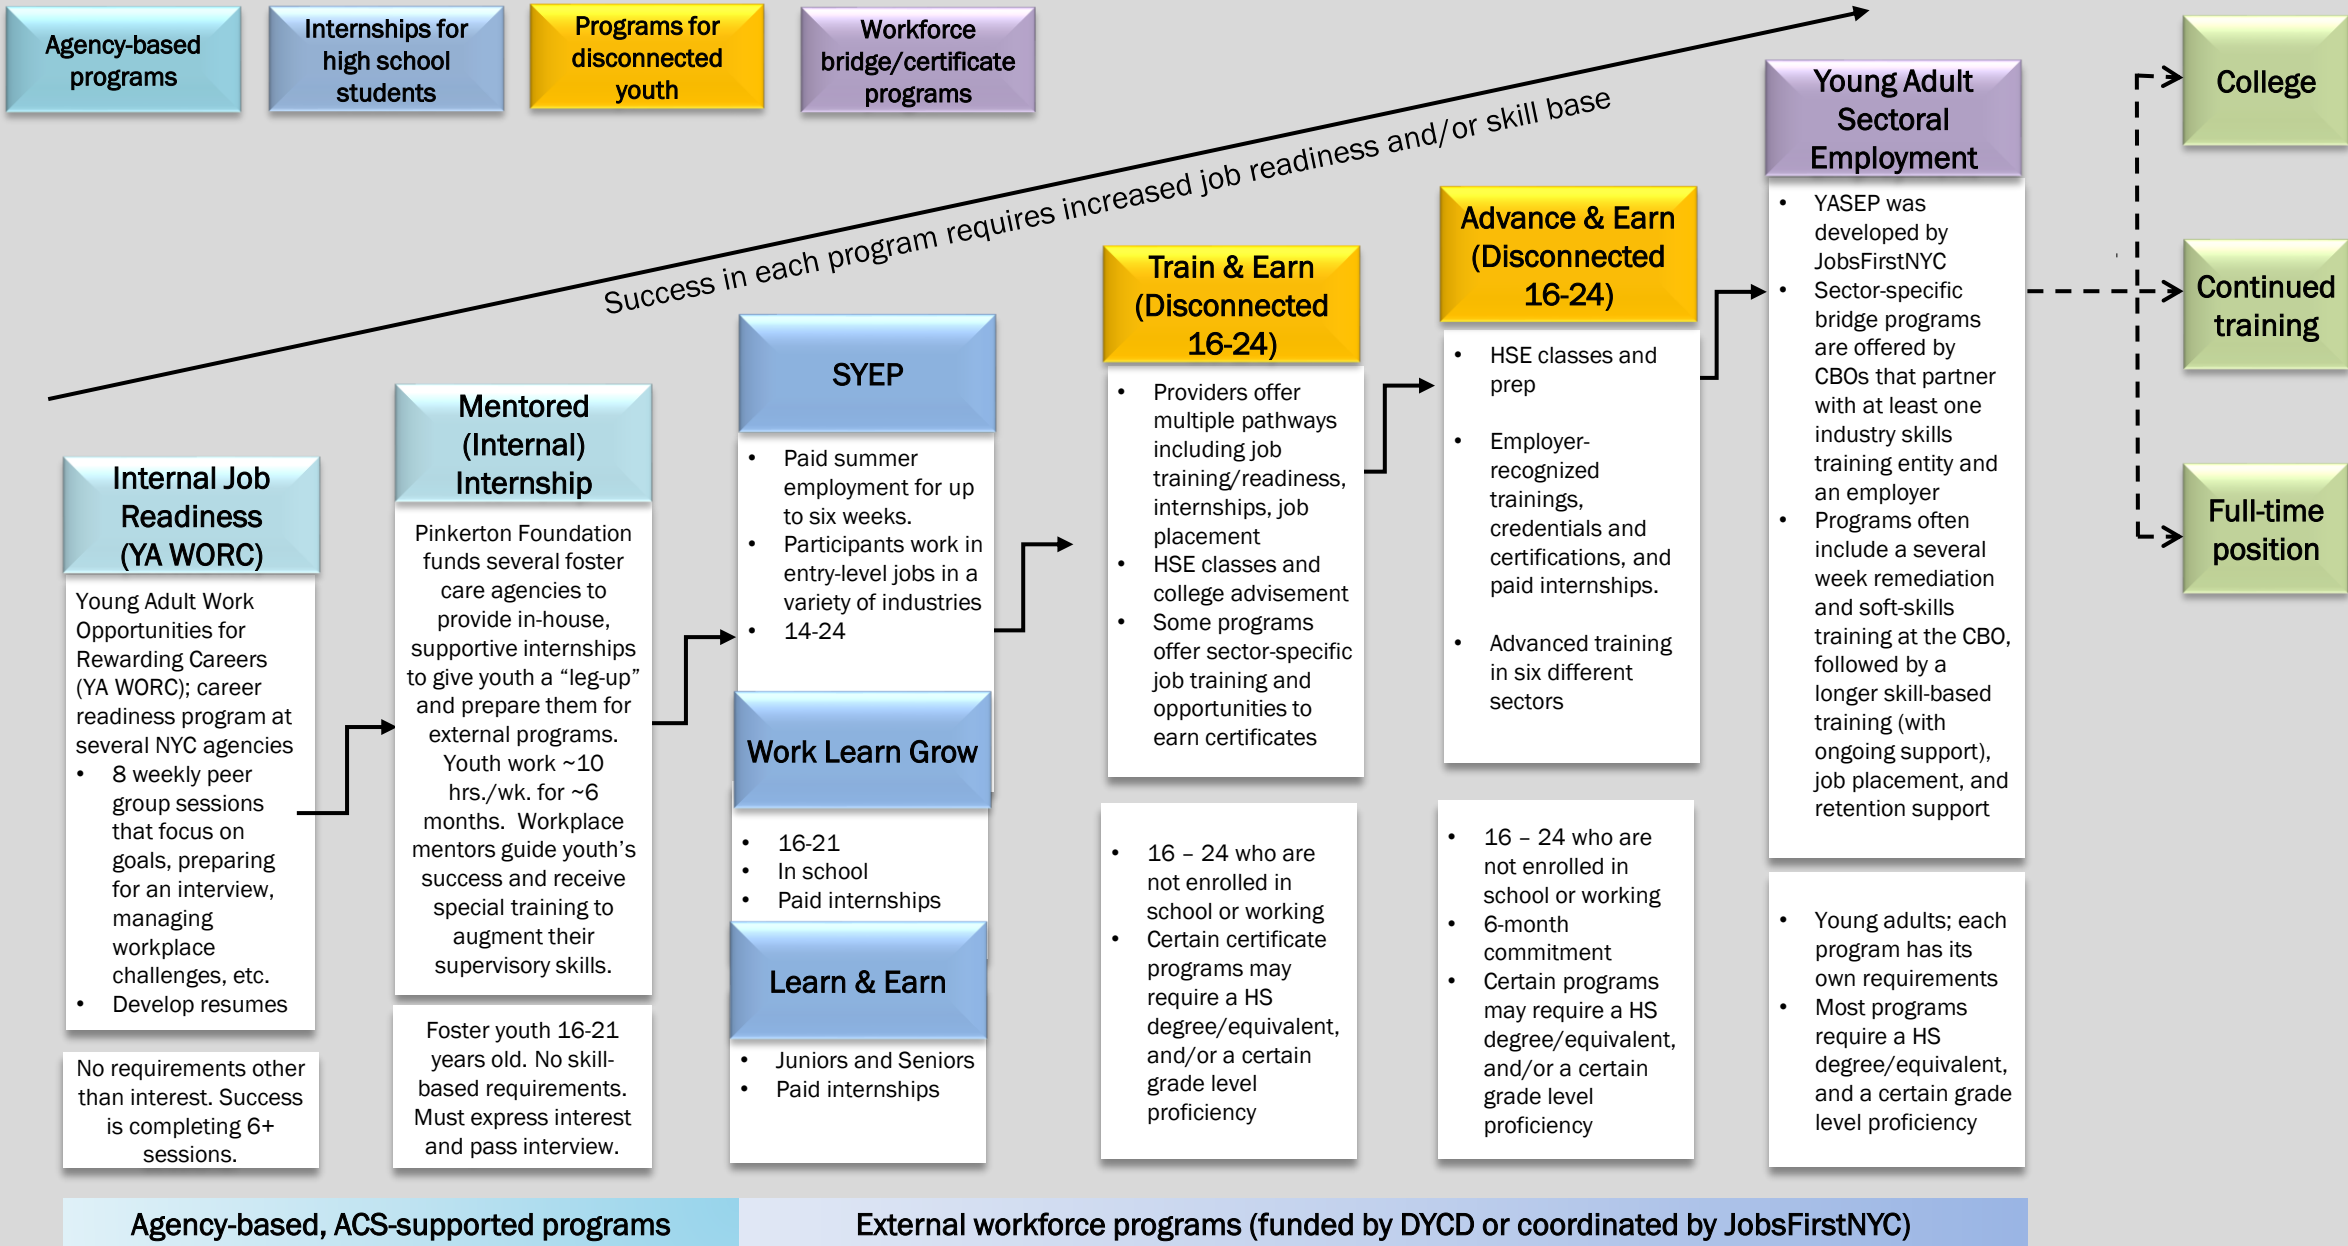 Agency-based
programs
Internships for
high school
students
Programs for
disconnected
youth
Workforce
bridge/certificate
programs
Success in each program requires increased job readiness and/or skill base
Internal Job
Readiness
(YA WORC)
Young Adult Work
Opportunities for
Rewarding Careers
(YA WORC); career
readiness program at
several NYC agencies
• 8 weekly peer
group sessions
that focus on
goals, preparing
for an interview,
managing
workplace
challenges, etc.
• Develop resumes
No requirements other
than interest. Success
is completing 6+
sessions.
Mentored
(Internal)
Internship
Pinkerton Foundation
funds several foster
care agencies to
provide in-house,
supportive internships
to give youth a “leg-up”
and prepare them for
external programs.
Youth work ~10
hrs./wk. for ~6
months. Workplace
mentors guide youth’s
success and receive
special training to
augment their
supervisory skills.
Foster youth 16-21
years old. No skill-
based requirements.
Must express interest
and pass interview.
SYEP
• Paid summer
employment for up
to six weeks.
• Participants work in
entry-level jobs in a
variety of industries
• 14-24
Work Learn Grow
• 16-21
• In school
• Paid internships
Learn & Earn
• Juniors and Seniors
• Paid internships
Train & Earn
(Disconnected
16-24)
• Providers offer
multiple pathways
including job
training/readiness,
internships, job
placement
• HSE classes and
college advisement
• Some programs
offer sector-specific
job training and
opportunities to
earn certificates
• 16 – 24 who are
not enrolled in
school or working
• Certain certificate
programs may
require a HS
degree/equivalent,
and/or a certain
grade level
proficiency
Advance & Earn
(Disconnected
16-24)
• HSE classes and
prep
• Employer-
recognized
trainings,
credentials and
certifications, and
paid internships.
• Advanced training
in six different
sectors
• 16 – 24 who are
not enrolled in
school or working
• 6-month
commitment
• Certain programs
may require a HS
degree/equivalent,
and/or a certain
grade level
proficiency
Young Adult
Sectoral
Employment
• YASEP was
developed by
JobsFirstNYC
• Sector-specific
bridge programs
are offered by
CBOs that partner
with at least one
industry skills
training entity and
an employer
• Programs often
include a several
week remediation
and soft-skills
training at the CBO,
followed by a
longer skill-based
training (with
ongoing support),
job placement, and
retention support
• Young adults; each
program has its
own requirements
• Most programs
require a HS
degree/equivalent,
and a certain grade
level proficiency
College
Continued
training
Full-time
position
Agency-based, ACS-supported programs
External workforce programs (funded by DYCD or coordinated by JobsFirstNYC)